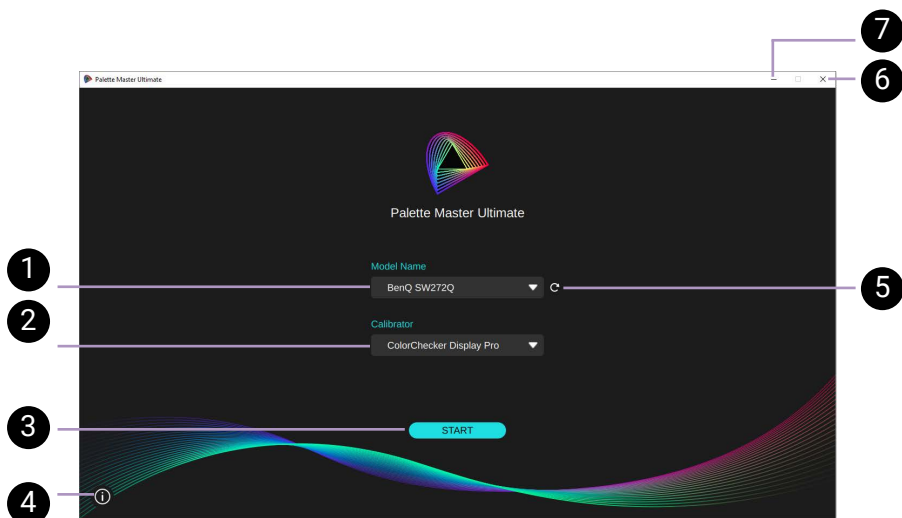 7
Palette Master Ultimate
6
Palette Master Ultimate
1
Model Name
BenQ SW272Q
5
2
Calibrator
ColorChecker Display Pro
3
START
4